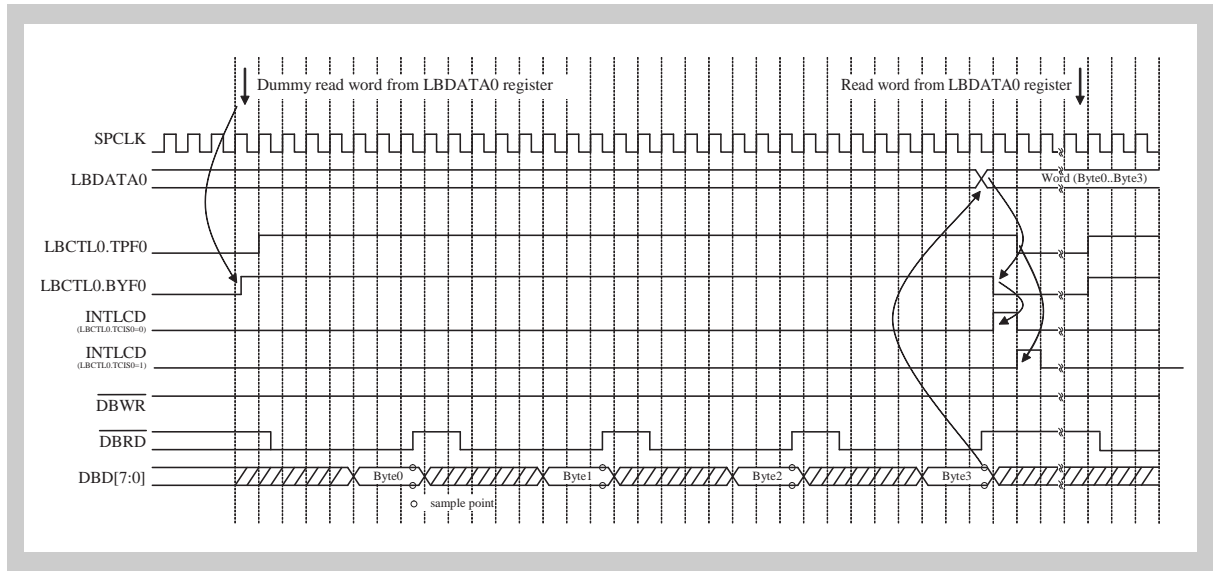 Dummy read word from LBDATA0 register
Read word from LBDATA0 register
SPCLK
LBDATA0
Word (Byte0..Byte3)
LBCTL0.TPF0
LBCTL0.BYF0
INTLCD
(LBCTL0.TCIS0=0)
INTLCD
(LBCTL0.TCIS0=1)
DBWR
DBRD
DBD[7:0]
Byte0
Byte1
Byte2
Byte3
sample point